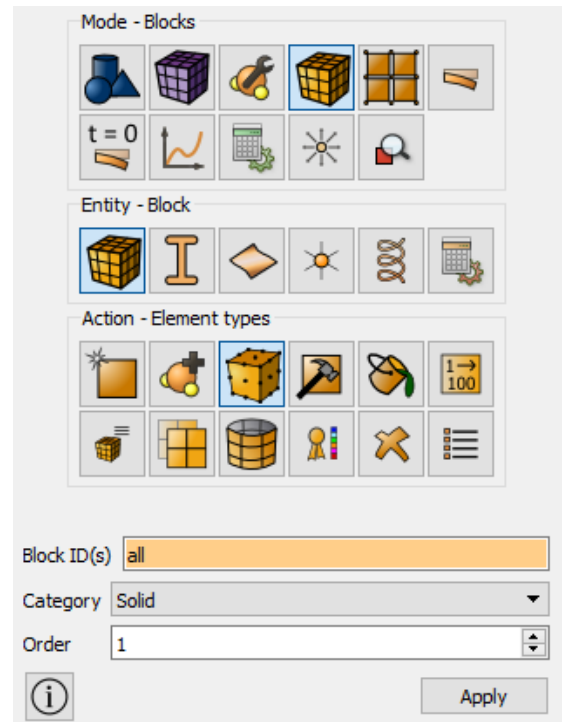 Mode - Blocks
t = 0
Entity - Block
Action - Element types
1→
100
Block ID(s) all
Category Solid
Order 1
i
Apply